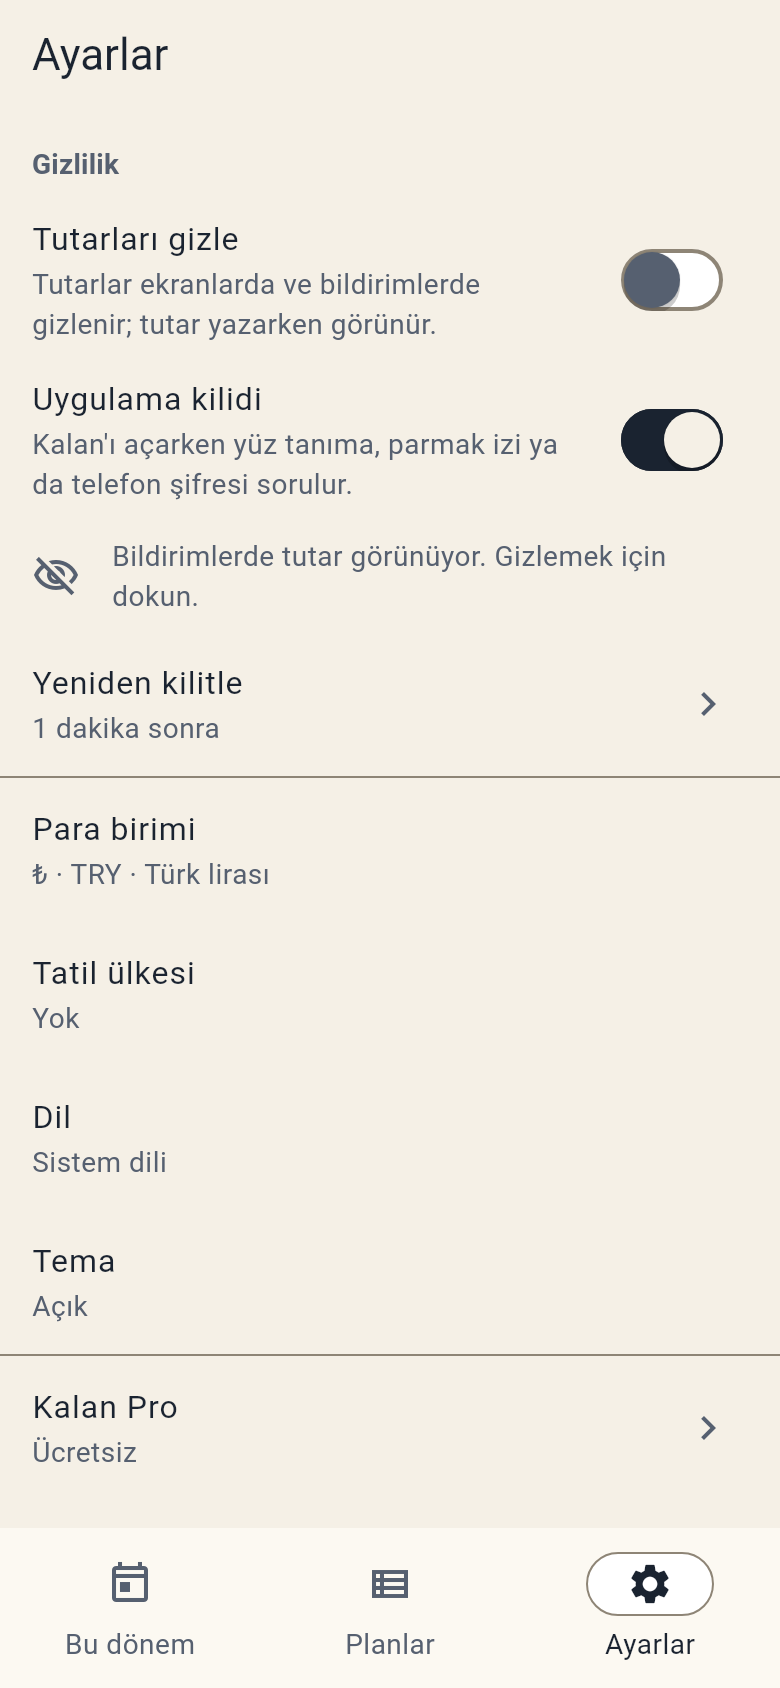 Ayarlar
Gizlilik
Tutarları gizle
Tutarlar ekranlarda ve bildirimlerde
gizlenir; tutar yazarken görünür.
Uygulama kilidi
Kalan'ı açarken yüz tanıma, parmak izi ya
da telefon şifresi sorulur.
Bildirimlerde tutar görünüyor. Gizlemek için
dokun.
Yeniden kilitle
1 dakika sonra
Para birimi
₺ · TRY · Türk lirası
Tatil ülkesi
Yok
Dil
Sistem dili
Tema
Açık
Kalan Pro
Ücretsiz
Bu dönem
Planlar
Ayarlar